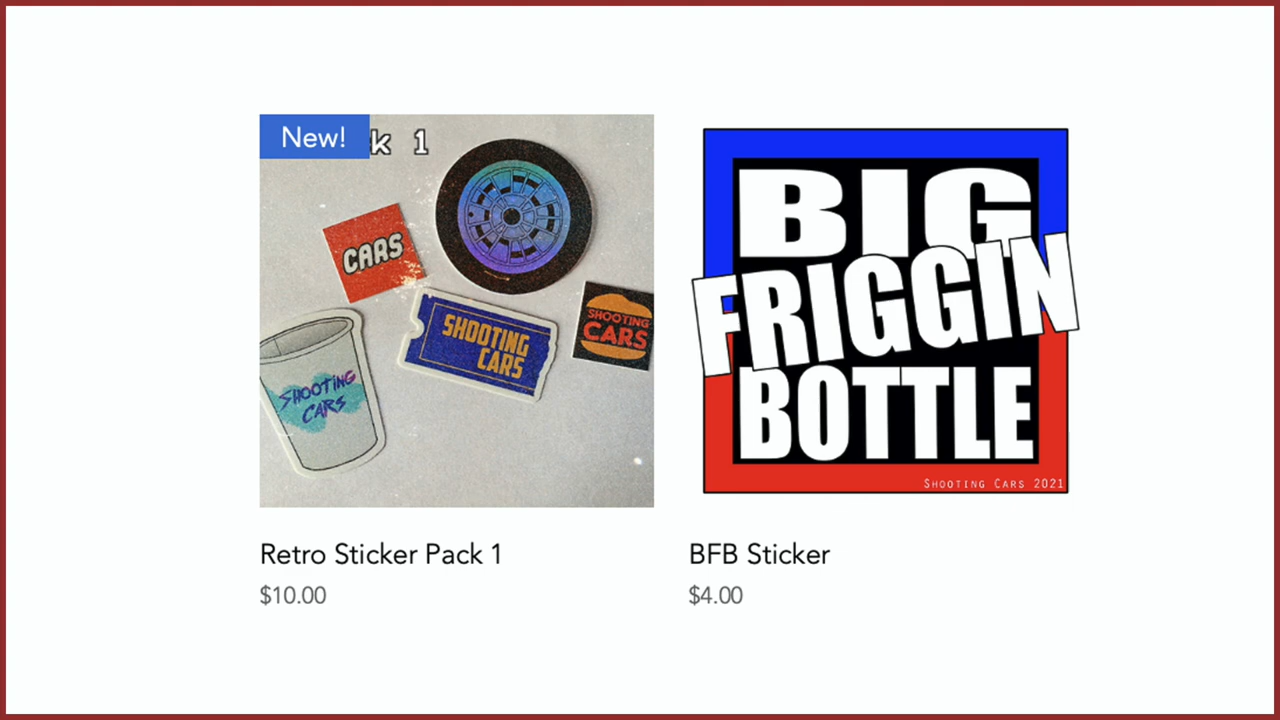 New!
k 1
CARS
SHOOTING
CARS
SHOOTING
CARS
SHOOTING
CARS
BIG
FRIGGIN
BOTTLE
SHOOTING CARS 2021
Retro Sticker Pack 1
$10.00
BFB Sticker
$4.00